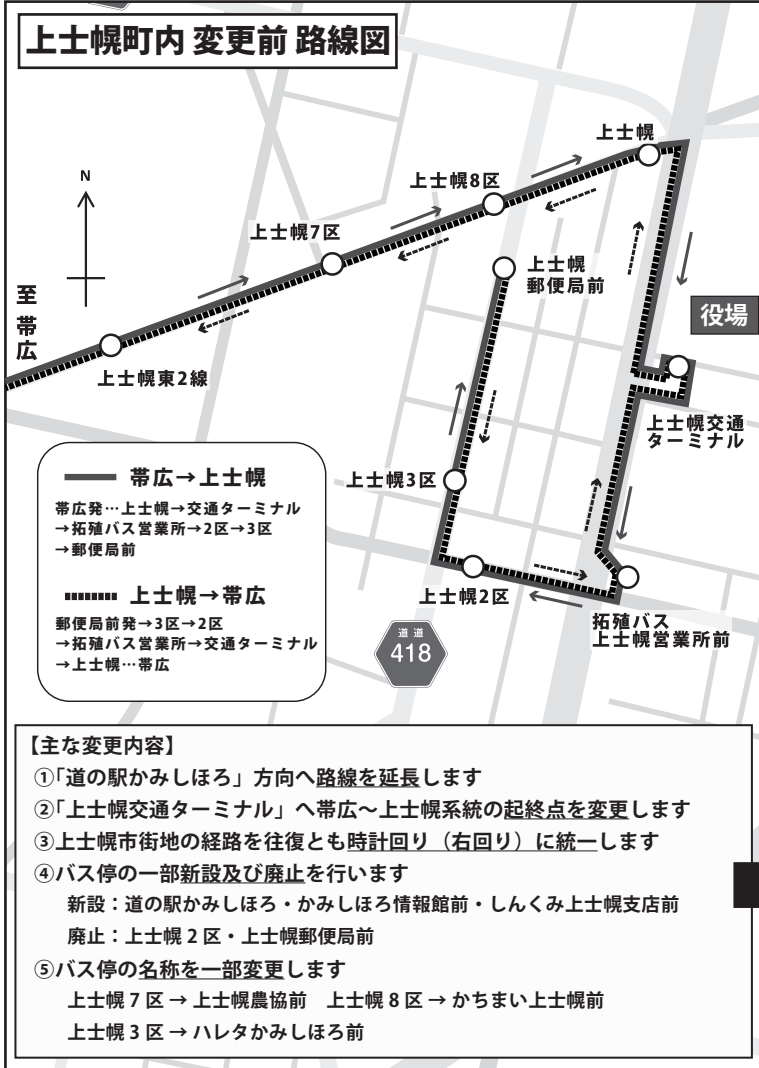 上士幌町内 変更前 路線図
N
上士幌
上士幌8区
上士幌7区
上士幌
郵便局前
至 帯広
役場
上士幌東2線
上士幌交通
ターミナル
上士幌3区
帯広→上士幌
帯広発…上士幌→交通ターミナル
→拓殖バス営業所→2区→3区
→郵便局前
上士幌→帯広
郵便局前発→3区→2区
→拓殖バス営業所→交通ターミナル
→上士幌…帯広
上士幌2区
拓殖バス
上士幌営業所前
道道
418
【主な変更内容】
①「道の駅かみしほろ」方向へ路線を延長します
②「上士幌交通ターミナル」へ帯広～上士幌系統の起終点を変更します
③上士幌市街地の経路を往復とも時計回り（右回り）に統一します
④バス停の一部新設及び廃止を行います
新設：道の駅かみしほろ・かみしほろ情報館前・しんくみ上士幌支店前
廃止：上士幌２区・上士幌郵便局前
⑤バス停の名称を一部変更します
上士幌７区 → 上士幌農協前　上士幌８区 → かちまい上士幌前
上士幌３区 → ハレタかみしほろ前